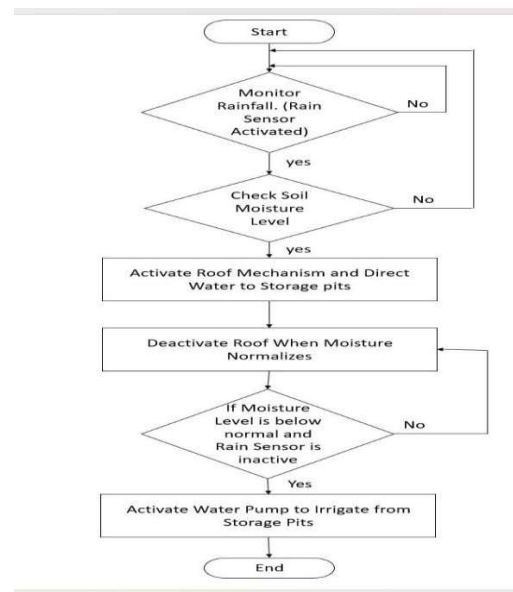 Start
Monitor
Rainfall. (Rain
Sensor
Activated)
No
yes
Check Soil
Moisture
Level
No
yes
Activate Roof Mechanism and Direct
Water to Storage pits
Deactivate Roof When Moisture
Normalizes
If Moisture
Level is below
normal and
Rain Sensor is
inactive
No
Yes
Activate Water Pump to Irrigate from
Storage Pits
End